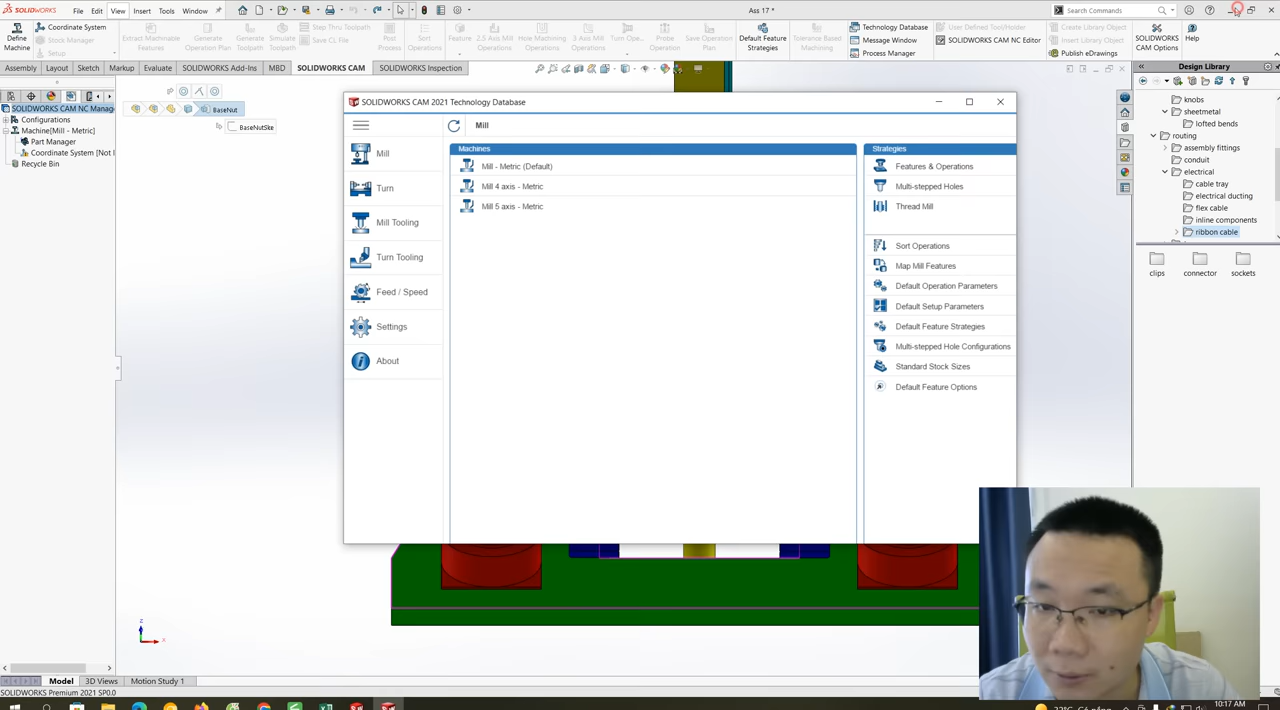 SOLIDWORKS
File Edit View Insert Tools Window
Ass 17 *
Search Commands
Define Machine
Coordinate System
Stock Manager
Setup
Extract Machinable Features
Generate Operation Plan
Generate Toolpath
Simulate Toolpath
Step Thru Toolpath
Save CL File
Post Process
Sort Operations
Feature
2.5 Axis Mill Operations
Hole Machining Operations
3 Axis Mill Operations
Turn Ope...
Probe Operation
Save Operation Plan
Default Feature Strategies
Tolerance Based Machining
Technology Database
Message Window
Process Manager
User Defined Tool/Holder
SOLIDWORKS CAM NC Editor
Create Library Object
Insert Library Object
Publish eDrawings
SOLIDWORKS CAM Options
Help
Assembly Layout Sketch Markup Evaluate SOLIDWORKS Add-Ins MBD SOLIDWORKS CAM SOLIDWORKS Inspection
SOLIDWORKS CAM NC Manag
Configurations
Machine[Mill - Metric]
Part Manager
Coordinate System [Not I
Recycle Bin
BaseNut
BaseNutSke
SOLIDWORKS CAM 2021 Technology Database
Mill
Mill
Turn
Mill Tooling
Turn Tooling
Feed / Speed
Settings
About
Machines
Mill - Metric (Default)
Mill 4 axis - Metric
Mill 5 axis - Metric
Strategies
Features & Operations
Multi-stepped Holes
Thread Mill
Sort Operations
Map Mill Features
Default Operation Parameters
Default Setup Parameters
Default Feature Strategies
Multi-stepped Hole Configurations
Standard Stock Sizes
Default Feature Options
Design Library
knobs
sheetmetal
lofted bends
routing
assembly fittings
conduit
electrical
cable tray
electrical ducting
flex cable
inline components
ribbon cable
clips connector sockets
Z
X
Model 3D Views Motion Study 1
SOLIDWORKS Premium 2021 SP0.0
10:17 AM